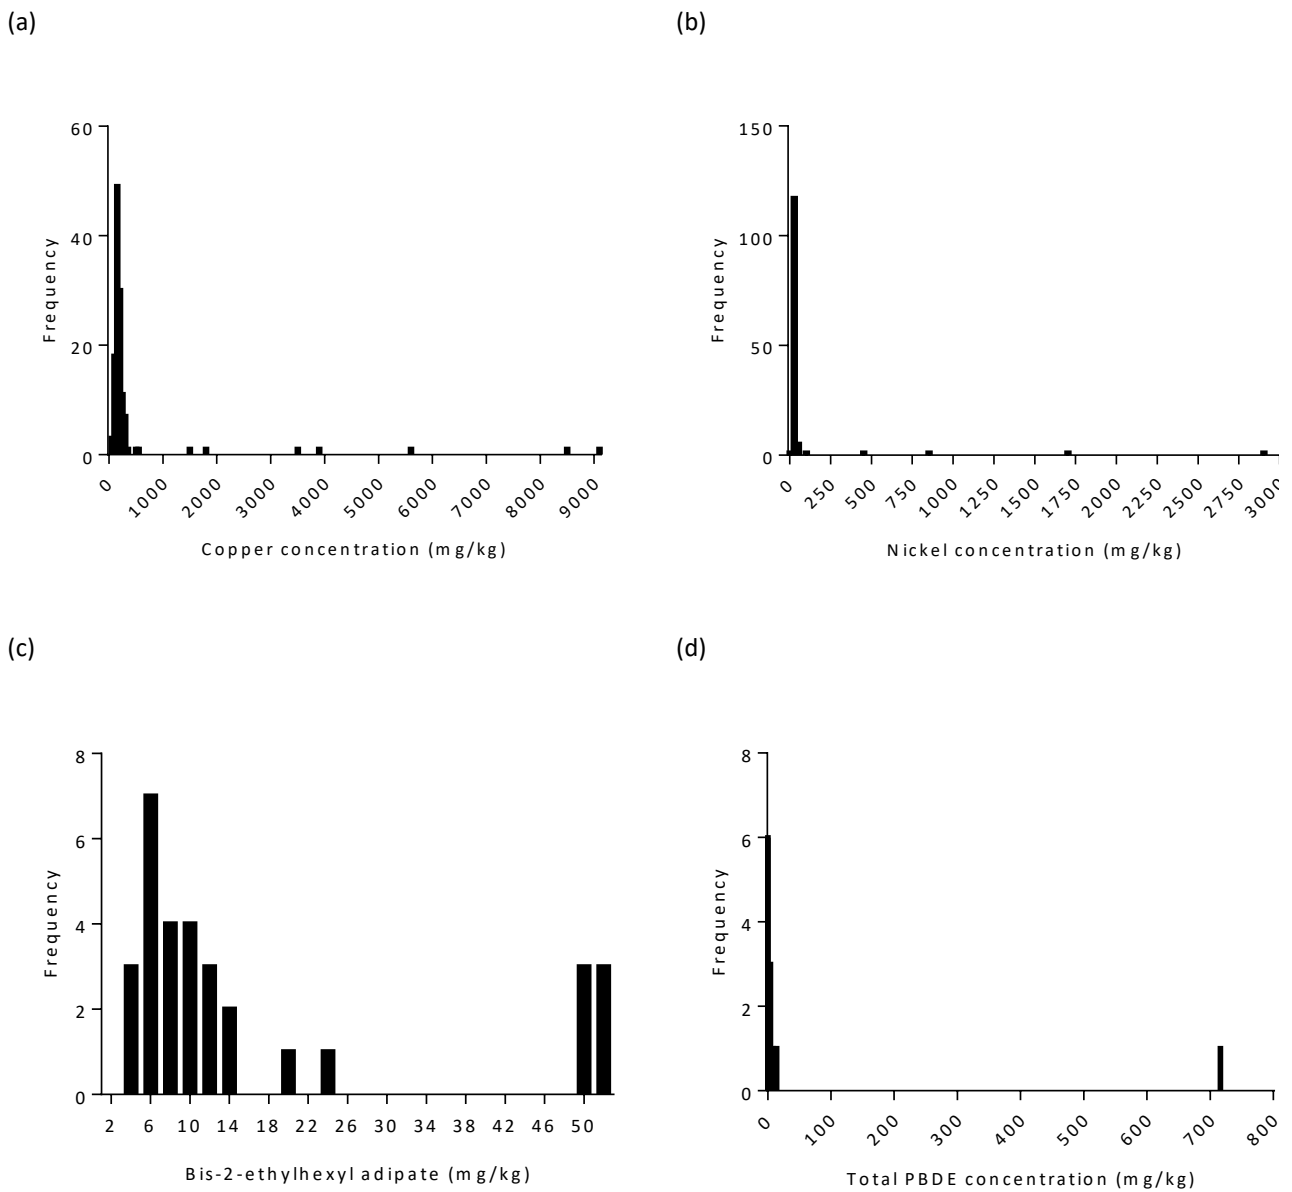 (a)
60
40
20
0
Frequency
0 1000 2000 3000 4000 5000 6000 7000 8000 9000
Copper concentration (mg/kg)
(b)
150
100
50
0
Frequency
0 250 500 750 1000 1250 1500 1750 2000 2250 2500 2750 3000
Nickel concentration (mg/kg)
(c)
8
6
4
2
0
Frequency
2 6 10 14 18 22 26 30 34 38 42 46 50
Bis-2-ethylhexyl adipate (mg/kg)
(d)
8
6
4
2
0
Frequency
0 100 200 300 400 500 600 700 800
Total PBDE concentration (mg/kg)